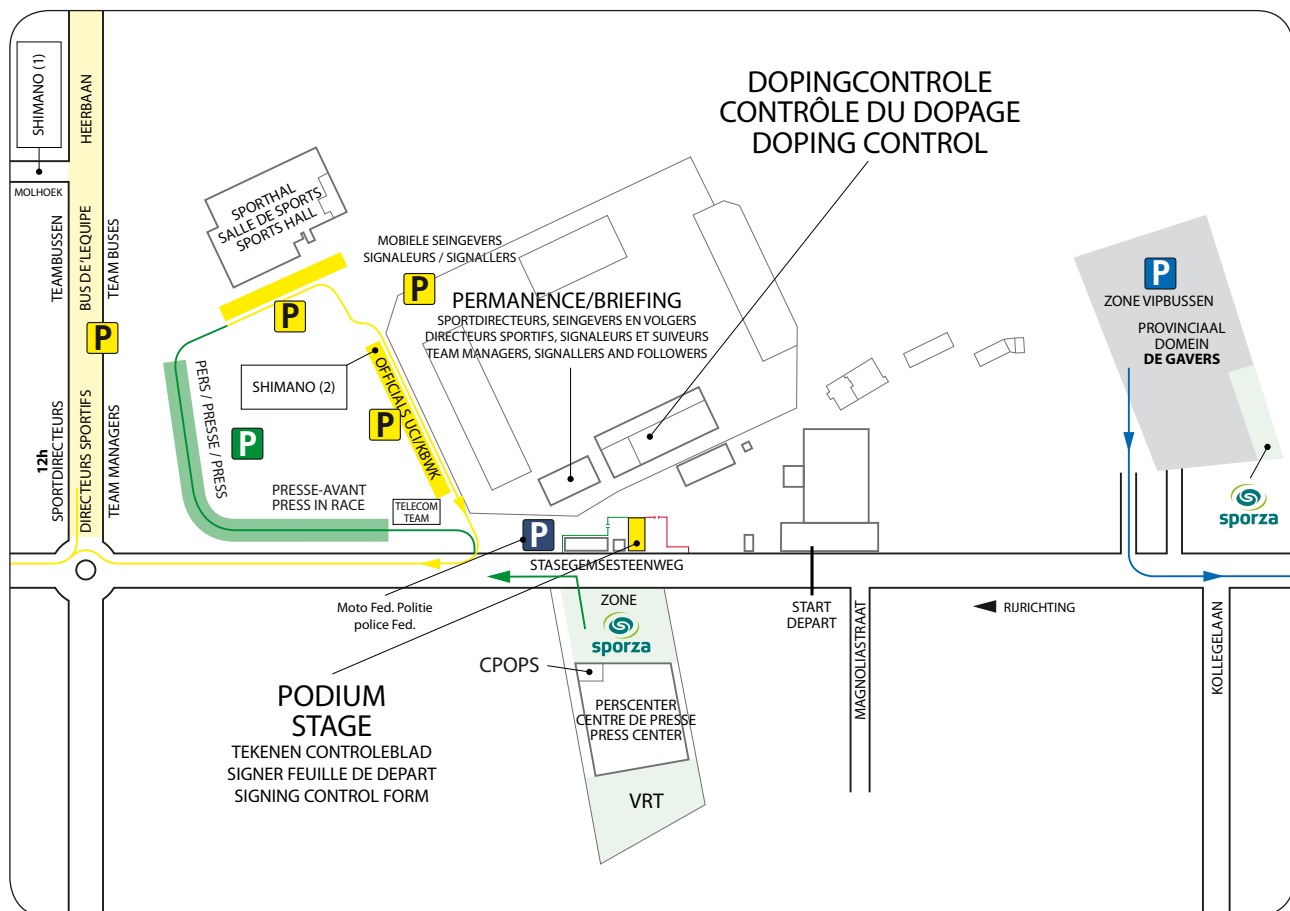 SHIMANO (1)
HEERBAAN
MOLHOEK
TEAMBUSSEN
BUS DE L'EQUIPE
TEAM BUSES
P
12h
SPORTDIRECTEURS
DIRECTEURS SPORTIFS
TEAM MANAGERS
SPORTHAL
SALLE DE SPORTS
SPORTS HALL
MOBIELE SEINGEVERS
SIGNALEURS / SIGNALLERS
P
P
SHIMANO (2)
OFFICIALS UCI/KBWK
P
PERS / PRESSE / PRESS
P
PRESSE-AVANT
PRESS IN RACE
TELECOM
TEAM
DOPINGCONTROLE
CONTRÔLE DU DOPAGE
DOPING CONTROL
PERMANENCE/BRIEFING
SPORTDIRECTEURS, SEINGEVERS EN VOLGERS
DIRECTEURS SPORTIFS, SIGNALEURS ET SUIVEURS
TEAM MANAGERS, SIGNALLERS AND FOLLOWERS
P
ZONE VIPBUSSEN
PROVINCIAAL
DOMEIN
DE GAVERS
sporza
P
STASEGEMSESTEENWEG
Moto Fed. Politie
police Fed.
ZONE
sporza
START
DEPART
MAGNOLIASTRAAT
RIJRICHTING
KOLLEGELAAN
CPOPS
PERSCENTER
CENTRE DE PRESSE
PRESS CENTER
VRT
PODIUM
STAGE
TEKENEN CONTROLEBLAD
SIGNER FEUILLE DE DEPART
SIGNING CONTROL FORM